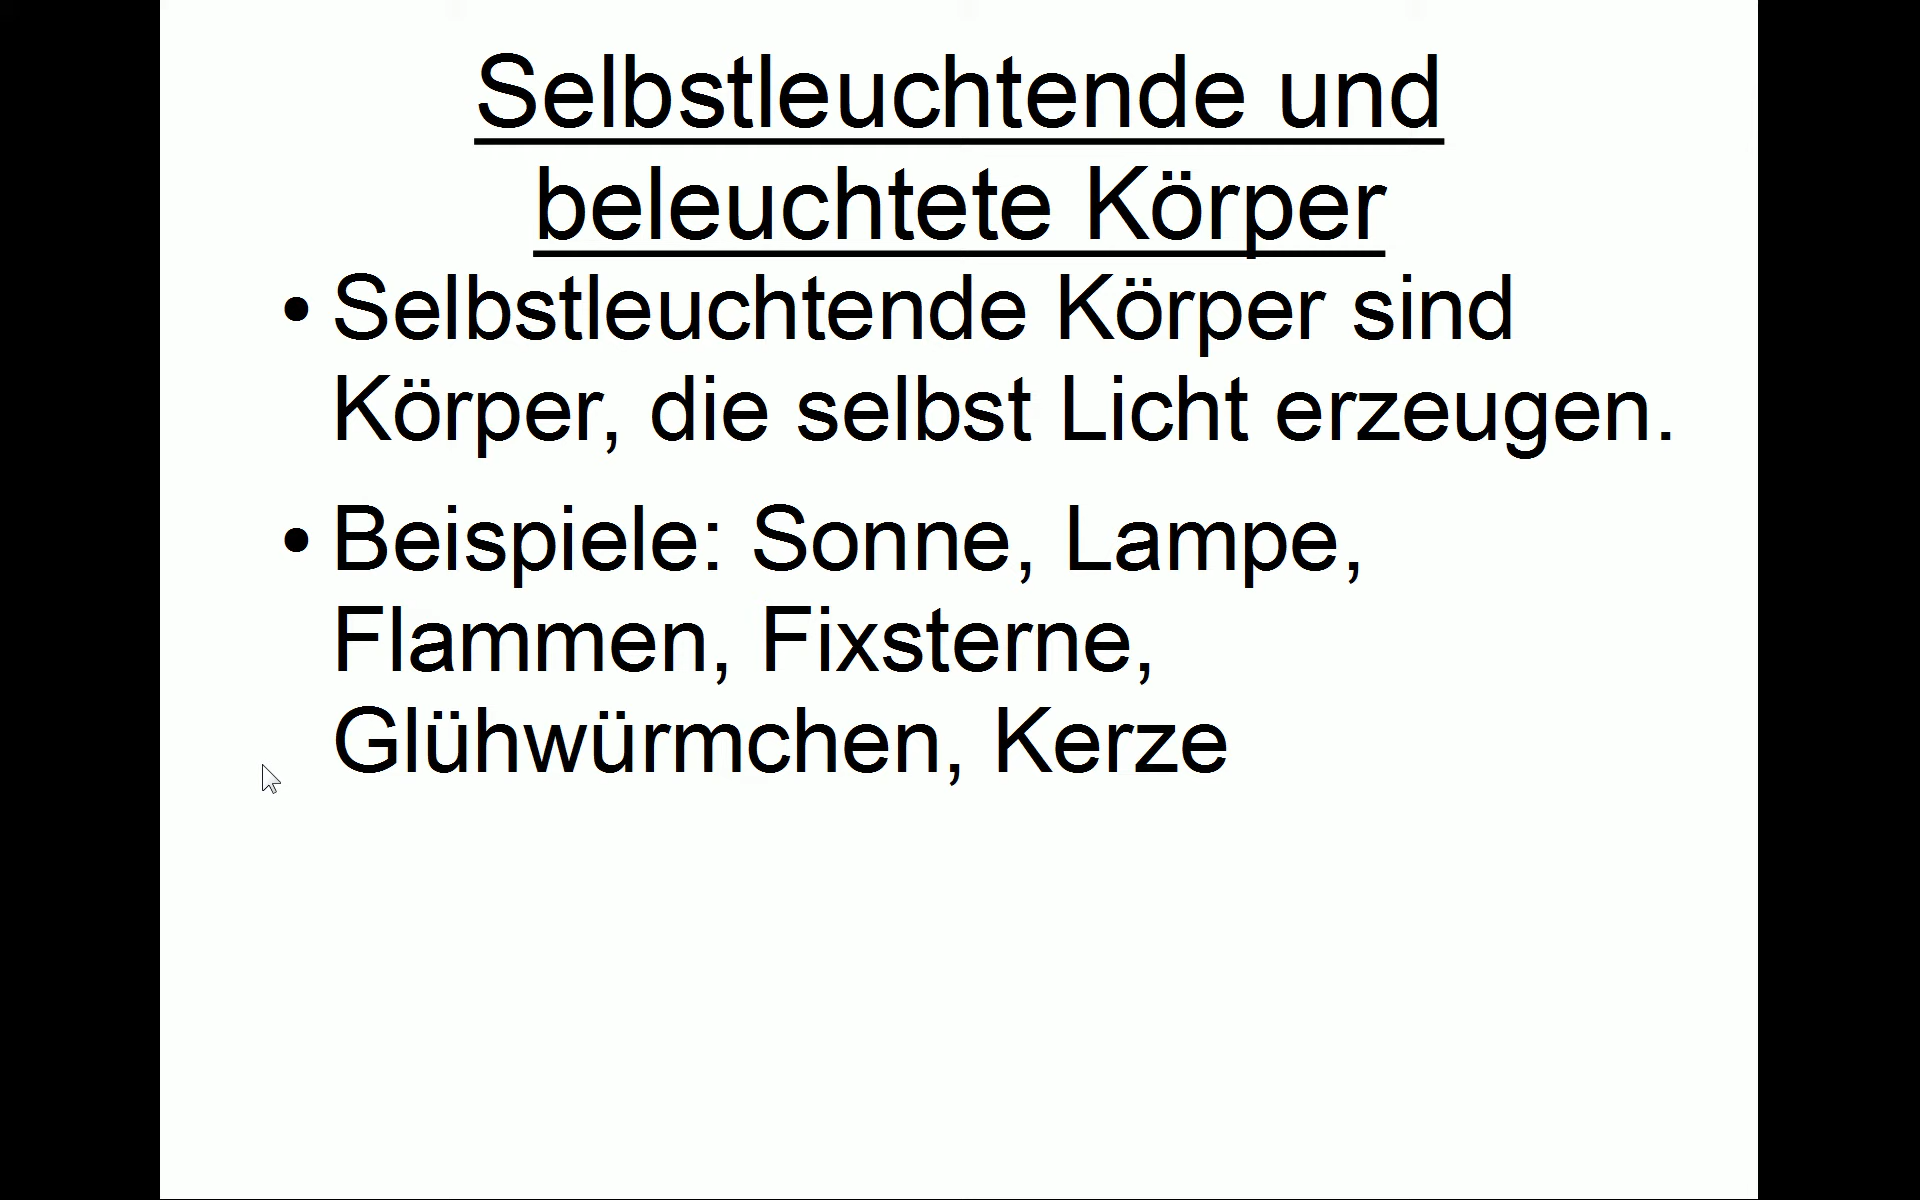 Selbstleuchtende und
beleuchtete Körper
• Selbstleuchtende Körper sind
Körper, die selbst Licht erzeugen.
• Beispiele: Sonne, Lampe,
Flammen, Fixsterne,
Glühwürmchen, Kerze